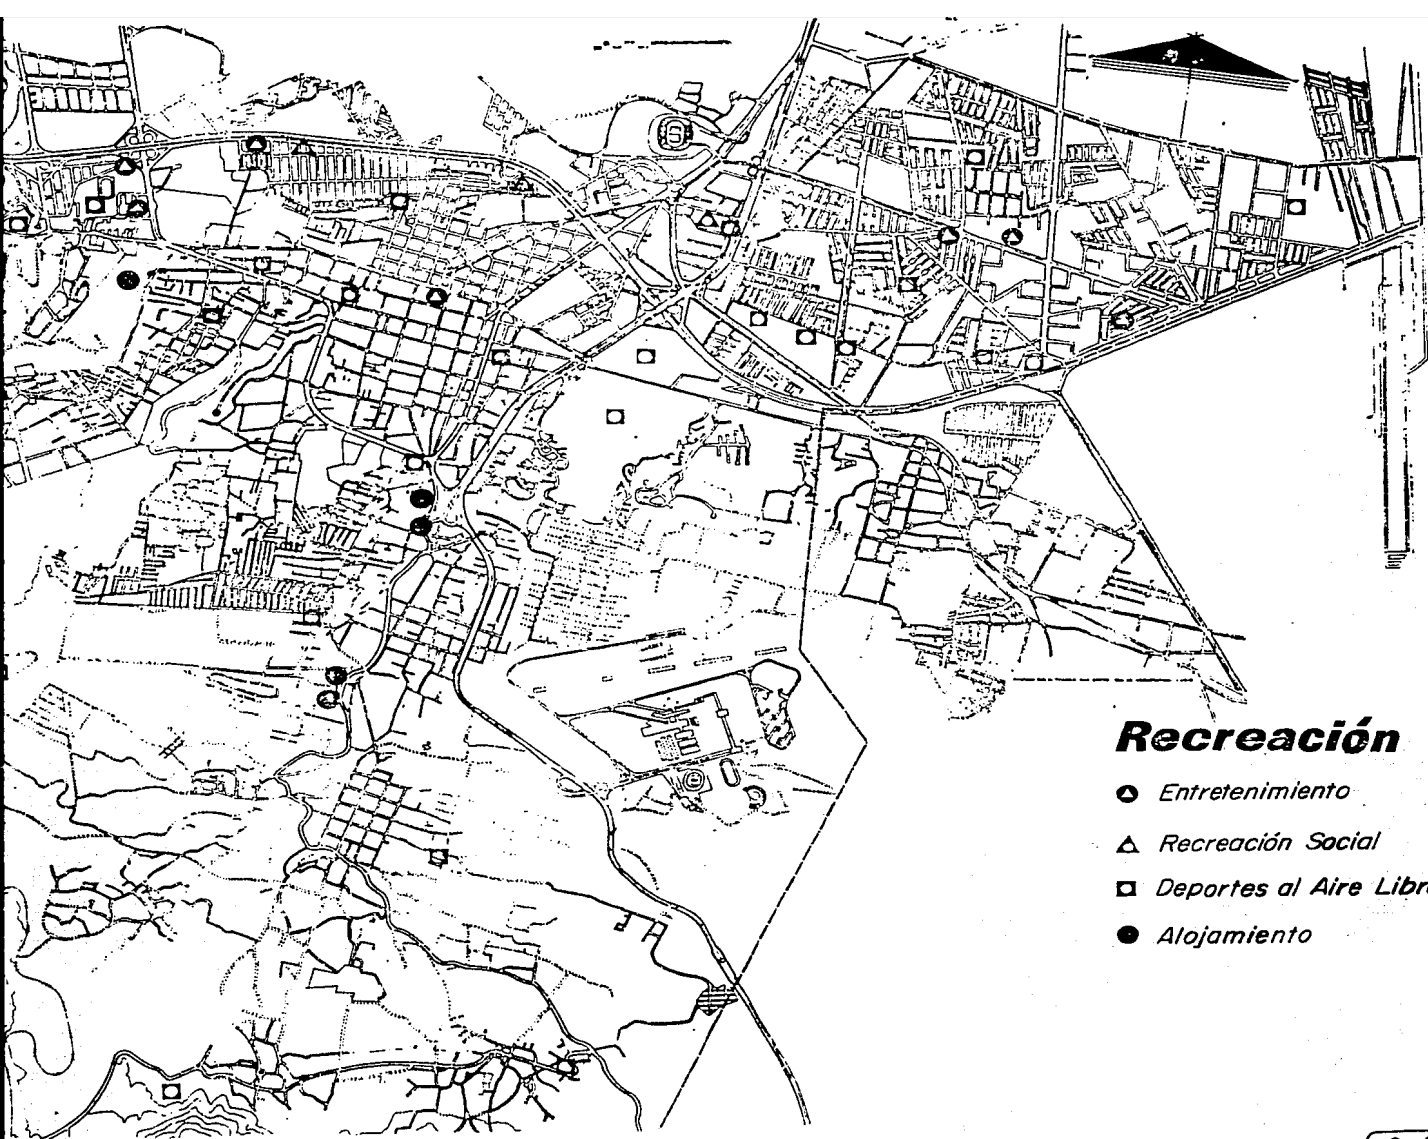 Recreación
Entretenimiento
Recreación Social
Deportes al Aire Libr
Alojamiento